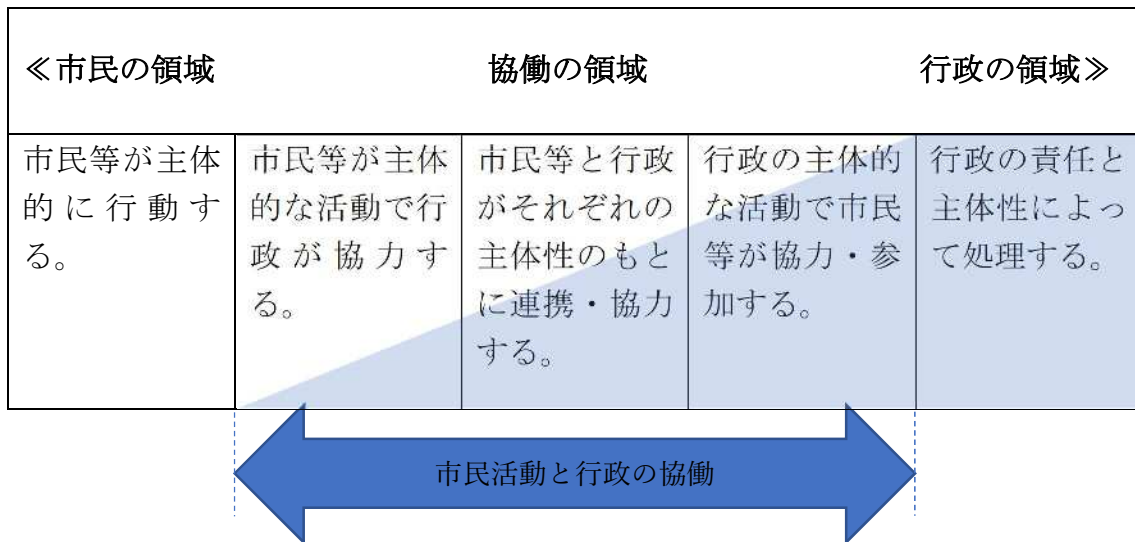 ≪市民の領域 協働の領域 行政の領域≫
市民等が主体
的に行動す
る。
市民等が主体
的な活動で行
政が協力す
る。
市民等と行政
がそれぞれの
主体性のもと
に連携・協力
する。
行政の主体的
な活動で市民
等が協力・参
加する。
行政の責任と
主体性によっ
て処理する。
市民活動と行政の協働